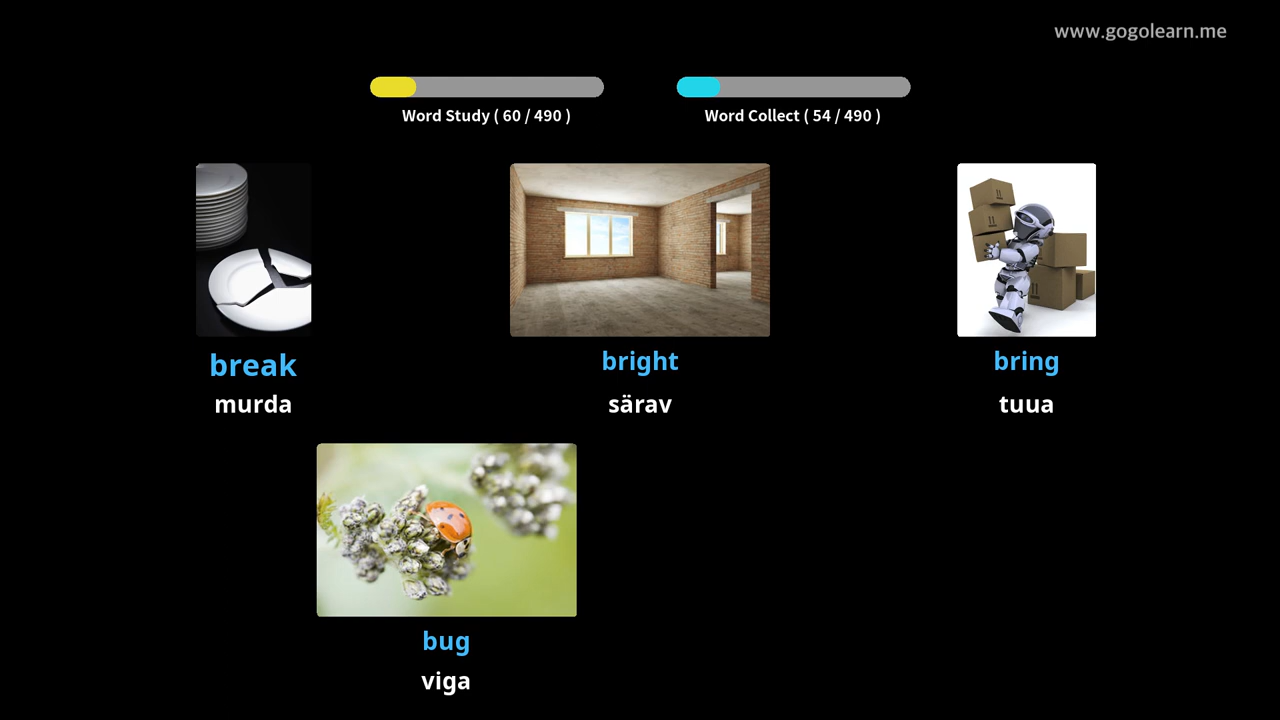 www.gogolearn.me
Word Study ( 60 / 490 )
Word Collect ( 54 / 490 )
break
murda
bright
särav
bring
tuua
bug
viga